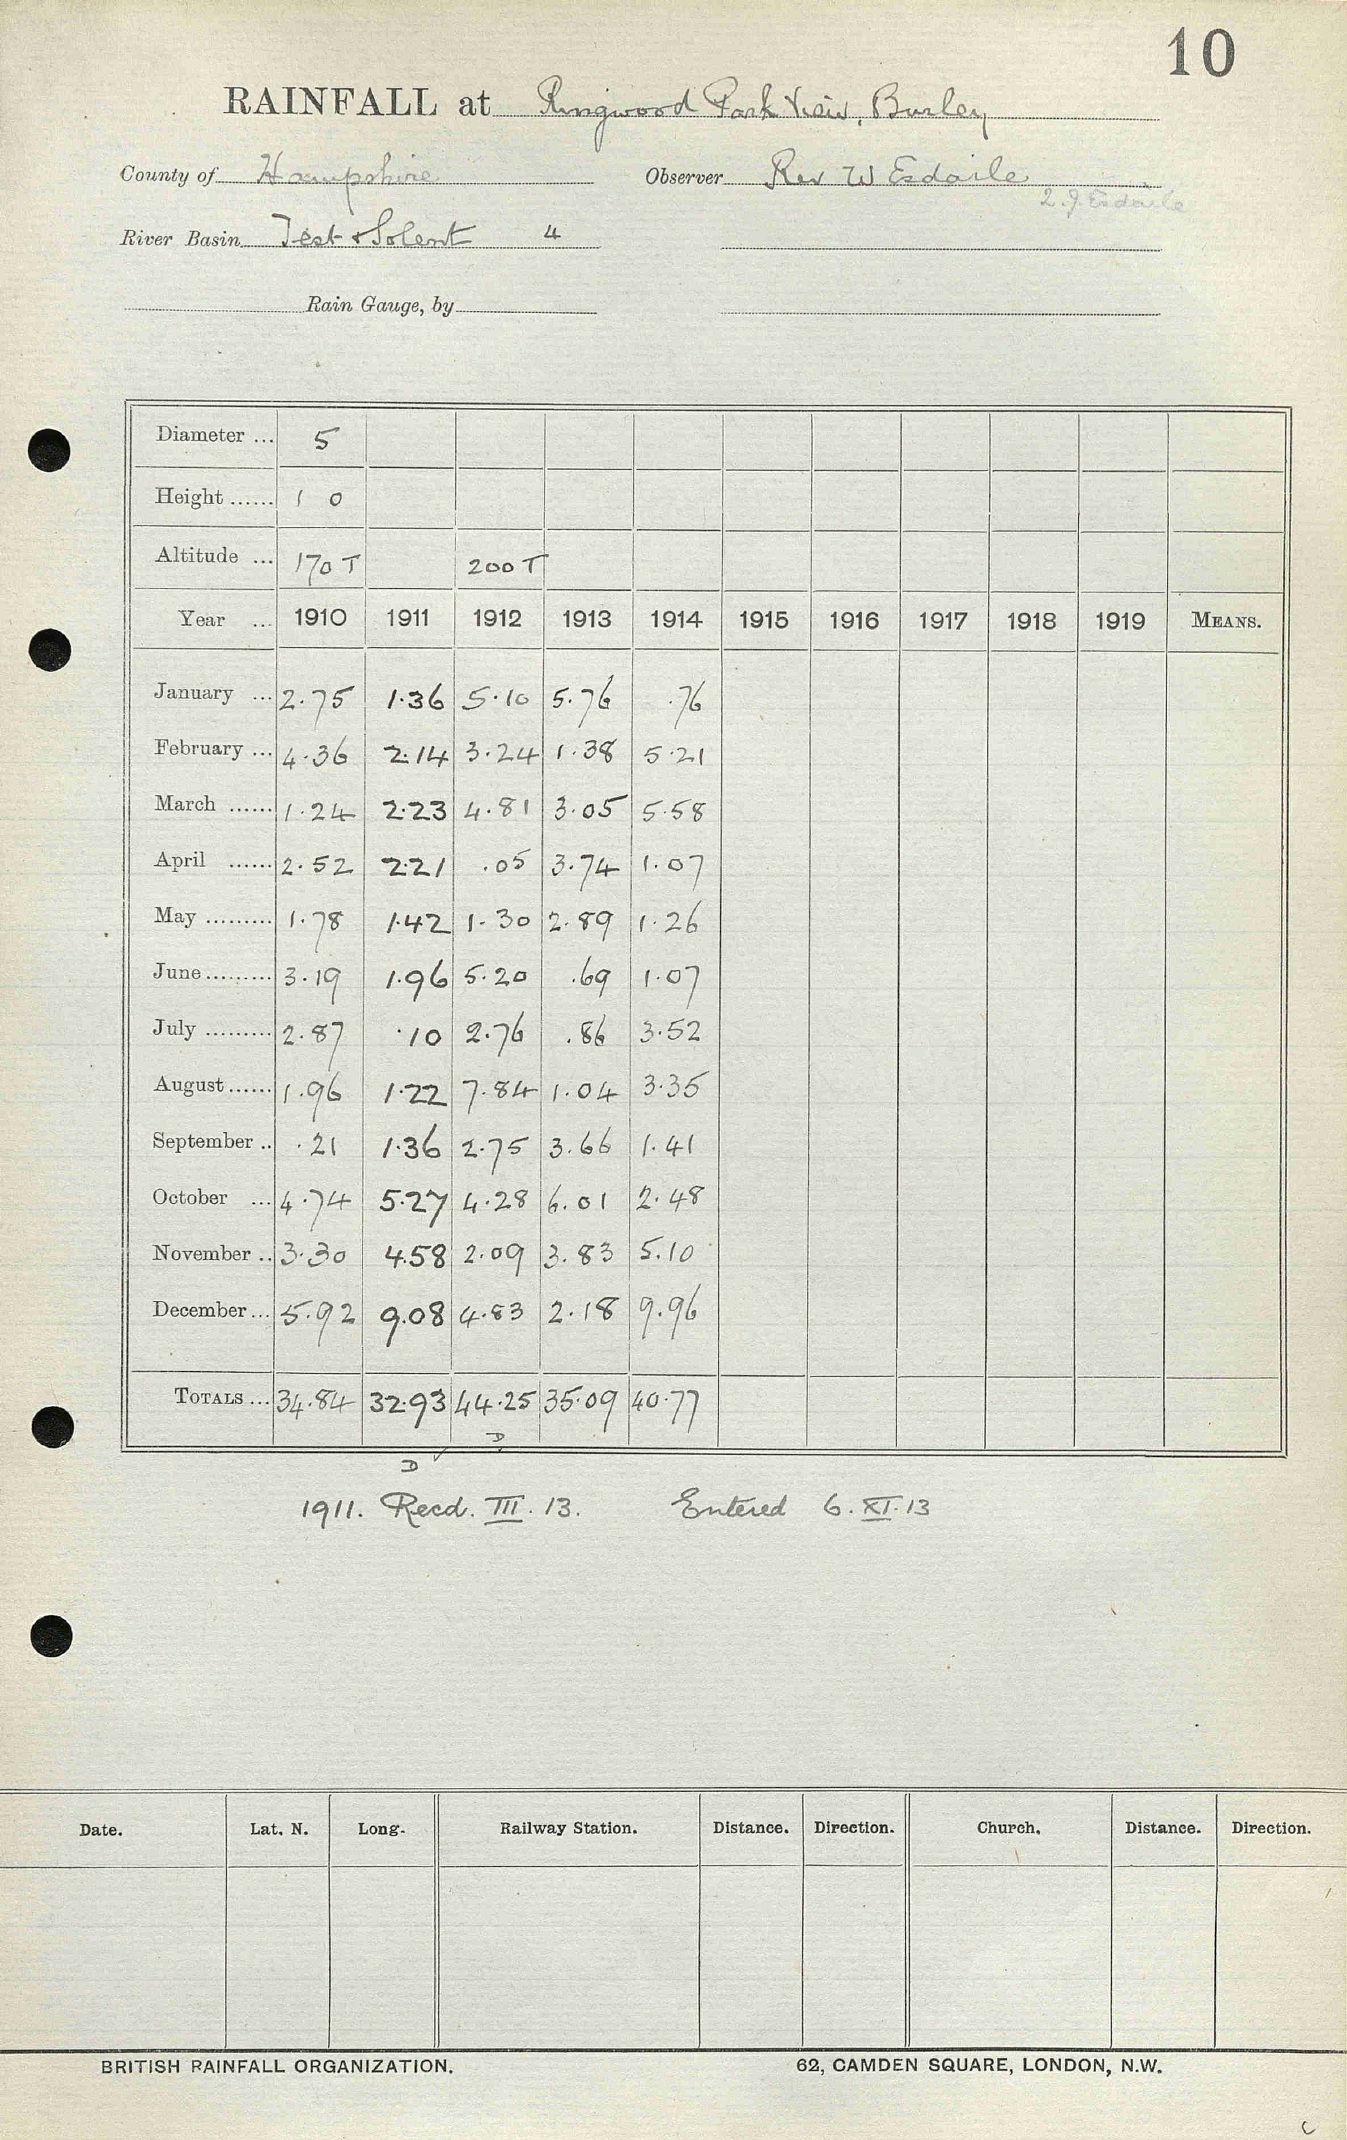 10
RAINFALL at Ringwood Park View, Burley
County of Hampshire Observer Rev W Esdaile
L.J. Esdaile
River Basin Test & Solent 4
Rain Gauge, by
Diameter ... 5
Height ...... 1 0
Altitude ... 170 T 200 T
Year ... 1910 1911 1912 1913 1914 1915 1916 1917 1918 1919 MEANS.
January ... 2.75 1.36 5.10 5.76 .76
February ... 4.36 2.14 3.24 1.38 5.21
March ...... 1.24 2.23 4.81 3.05 5.58
April ...... 2.52 2.21 .05 3.74 1.07
May ......... 1.78 1.42 1.30 2.89 1.26
June ......... 3.19 1.96 5.20 .69 1.07
July ......... 2.87 .10 2.76 .86 3.52
August ...... 1.96 1.22 7.84 1.04 3.35
September .. .21 1.36 2.75 3.66 1.41
October ... 4.74 5.27 4.28 6.01 2.48
November .. 3.30 4.58 2.09 3.83 5.10
December ... 5.92 9.08 4.83 2.18 9.96
TOTALS ... 34.84 32.93 44.25 35.09 40.77
D
D ✓
1911. Recd. III. 13. Entered 6. XI. 13
Date. Lat. N. Long. Railway Station. Distance. Direction. Church. Distance. Direction.
BRITISH RAINFALL ORGANIZATION. 62, CAMDEN SQUARE, LONDON, N.W.
c